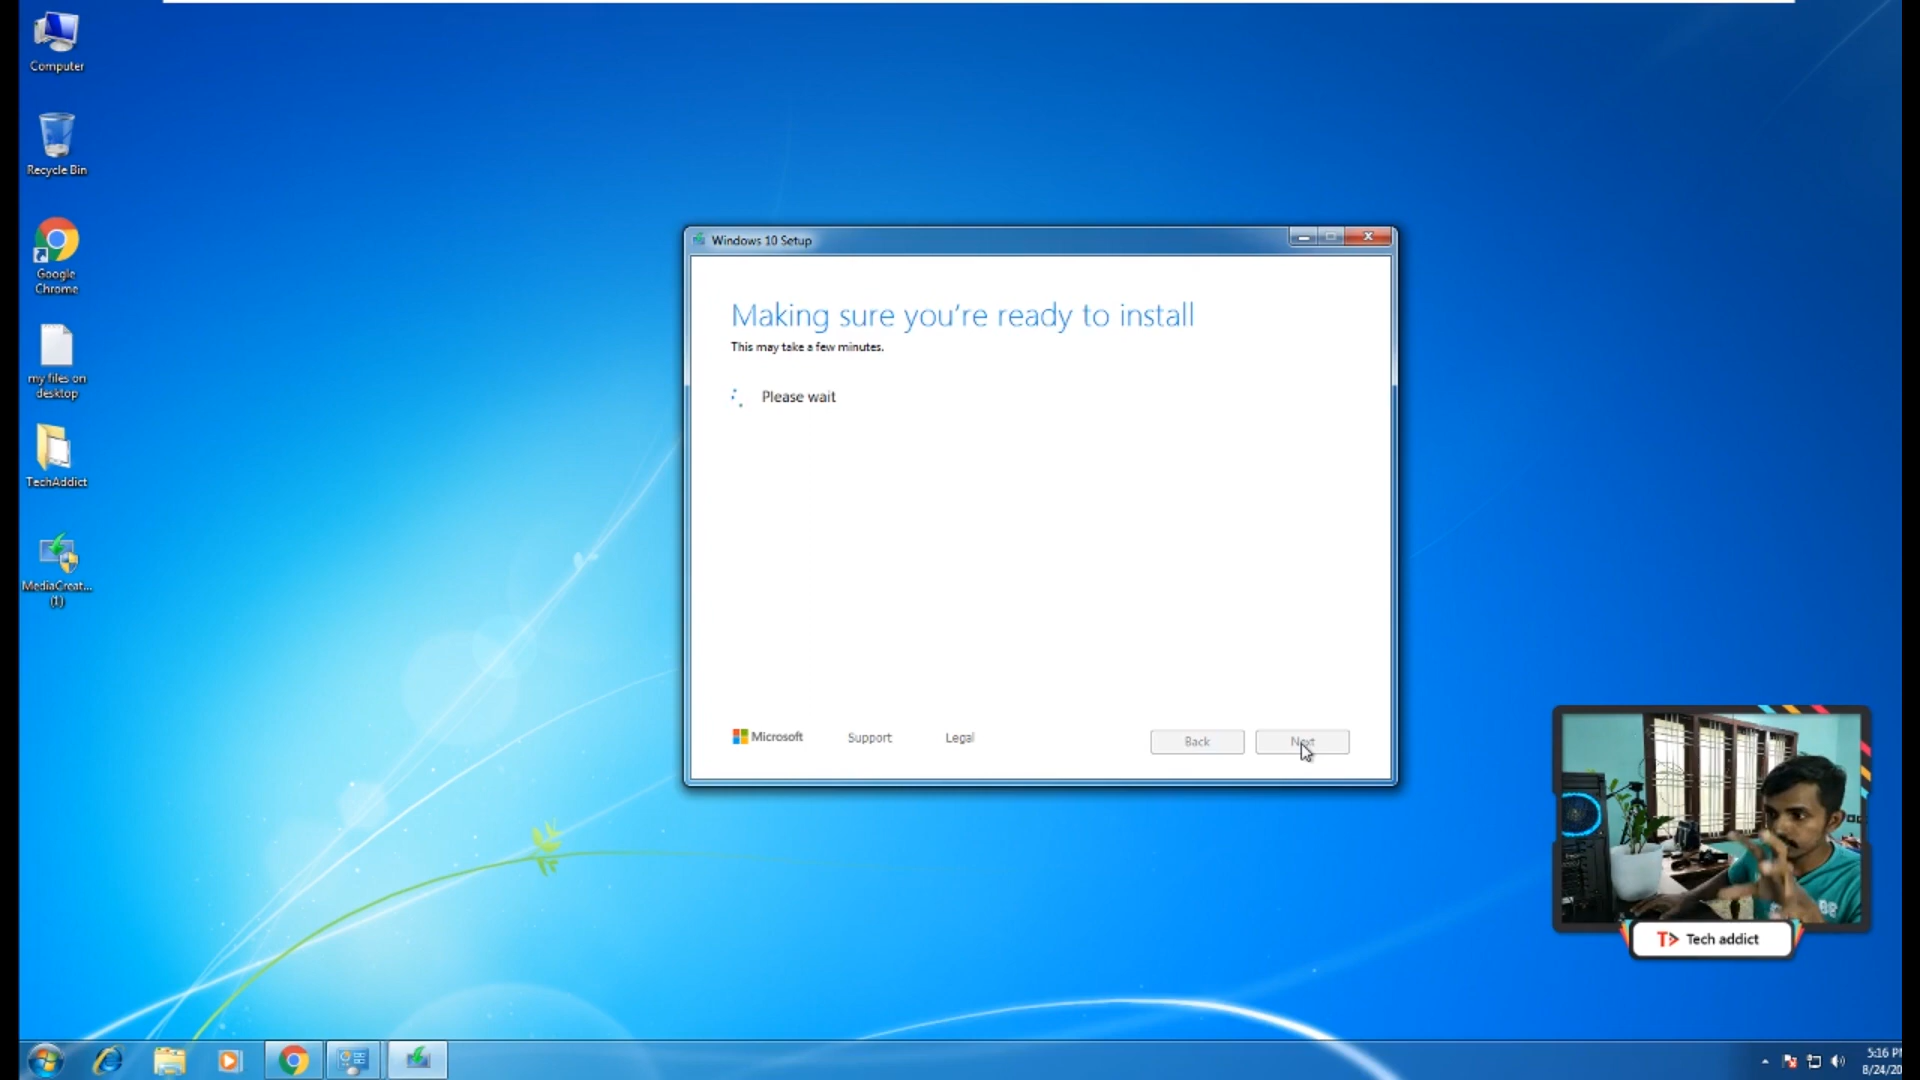 Computer
Recycle Bin
Google
Chrome
my files on
desktop
TechAddict
MediaCreat...
(1)
Windows 10 Setup
Making sure you're ready to install
This may take a few minutes.
Please wait
Microsoft
Support
Legal
Back
Next
T> Tech addict
5:16 P
8/24/20